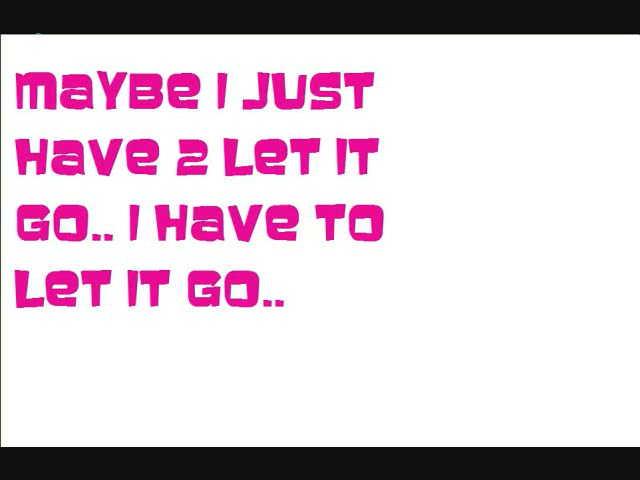 maYBe I JUST
Have 2 LeT IT
GO.. I Have TO
LeT IT GO..